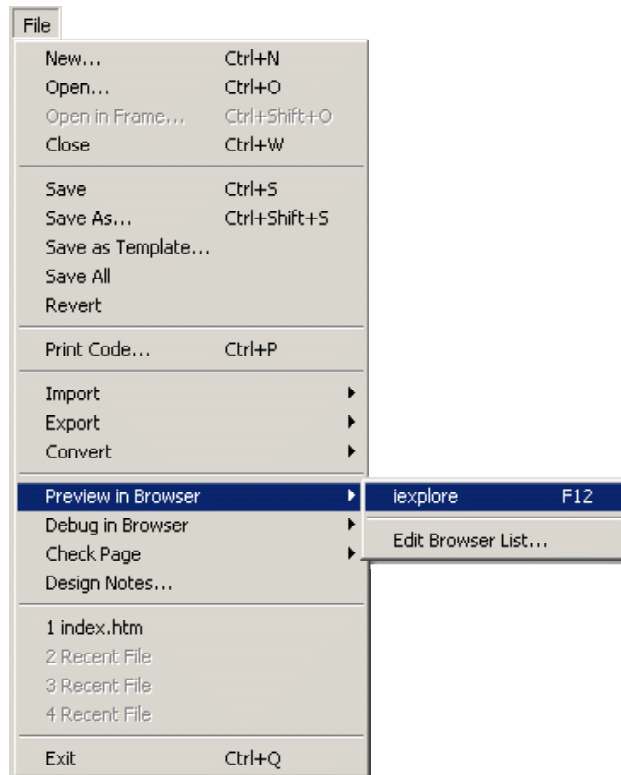 File
New... Ctrl+N
Open... Ctrl+O
Open in Frame... Ctrl+Shift+O
Close Ctrl+W
Save Ctrl+S
Save As... Ctrl+Shift+S
Save as Template...
Save All
Revert
Print Code... Ctrl+P
Import
Export
Convert
Preview in Browser iexplore F12
Debug in Browser Edit Browser List...
Check Page
Design Notes...
1 index.htm
2 Recent File
3 Recent File
4 Recent File
Exit Ctrl+Q